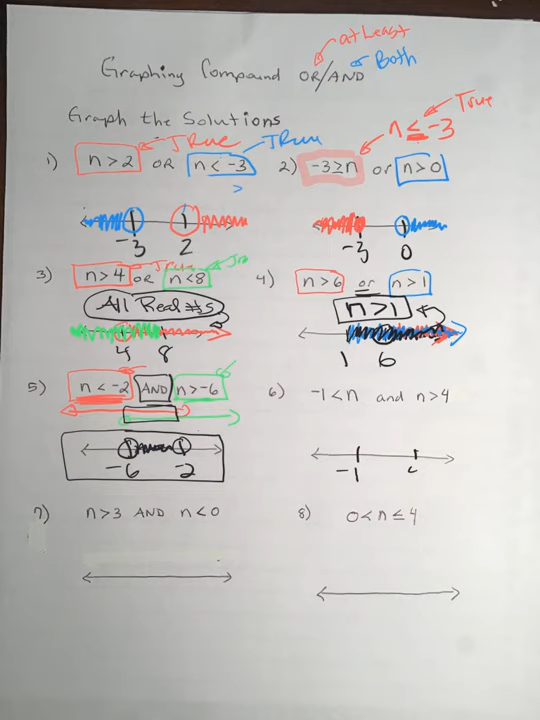 at Least
Graphing Compound OR/AND
Both
Graph the Solutions
True
n ≤ -3
TRue TRue
1) n > 2 OR n < -3
>
2) -3 ≥ n or n > 0
-3 2
-3 0
True
3) n > 4 OR n < 8
All Real #s
4 8
4) n > 6 or n > 1
n > 1
1 6
5) n < -2 AND n > -6
-6 -2
6) -1 < n and n > 4
-1
7) n > 3 AND n < 0
8) 0 < n ≤ 4